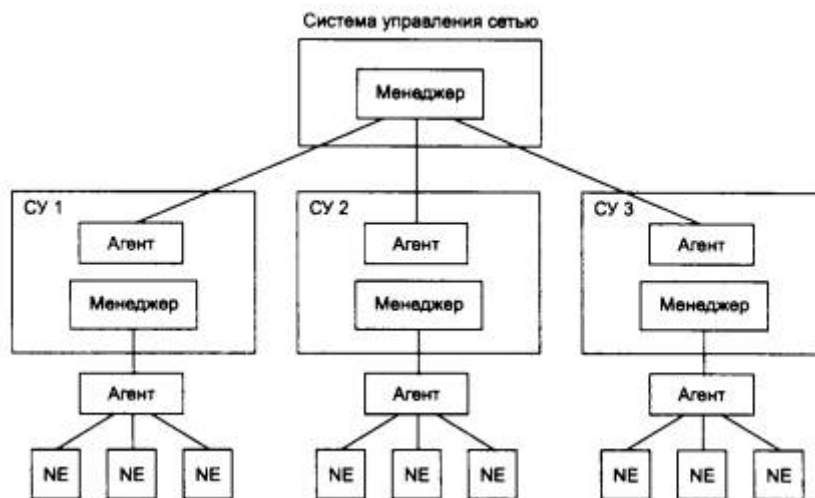 Система управления сетью
Менеджер
СУ 1
СУ 2
СУ 3
Агент
Агент
Агент
Менеджер
Менеджер
Менеджер
Агент
Агент
Агент
NE
NE
NE
NE
NE
NE
NE
NE
NE